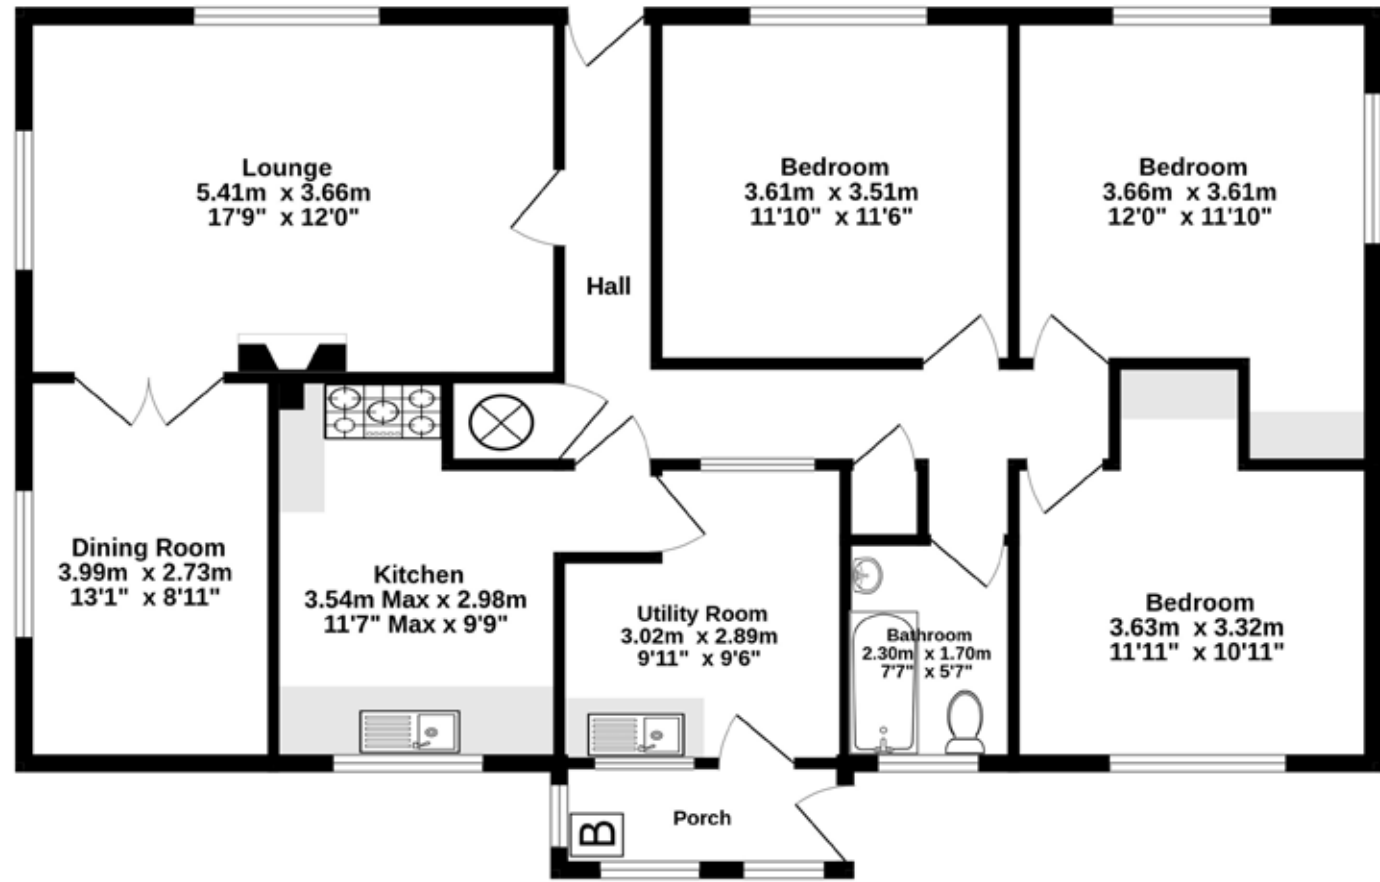 Lounge
5.41m x 3.66m
17'9" x 12'0"
Bedroom
3.61m x 3.51m
11'10" x 11'6"
Bedroom
3.66m x 3.61m
12'0" x 11'10"
Hall
Dining Room
3.99m x 2.73m
13'1" x 8'11"
Kitchen
3.54m Max x 2.98m
11'7" Max x 9'9"
Utility Room
3.02m x 2.89m
9'11" x 9'6"
Bathroom
2.30m x 1.70m
7'7" x 5'7"
Bedroom
3.63m x 3.32m
11'11" x 10'11"
Porch
B